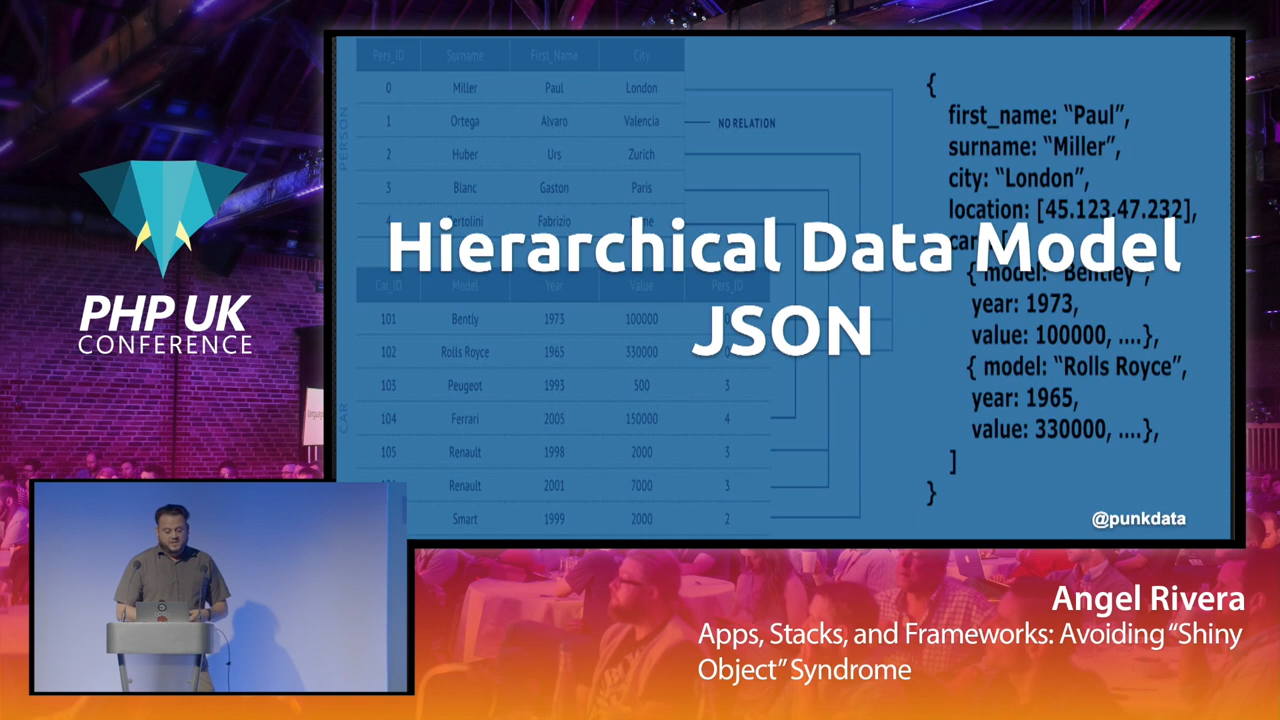 PHP UK
CONFERENCE
PERSON
Pers_ID Surname First_Name City
0 Miller Paul London
1 Ortega Alvaro Valencia
NO RELATION
2 Huber Urs Zurich
3 Blanc Gaston Paris
Fabrizio
CAR
Car_ID Model Year Value Pers_ID
101 Bently 1973 100000
102 Rolls Royce 1965 330000
103 Peugeot 1993 500 3
104 Ferrari 2005 150000 4
105 Renault 1998 2000 3
Renault 2001 7000 3
Smart 1999 2000 2
Hierarchical Data Model
JSON
{
first_name: “Paul”,
surname: “Miller”,
city: “London”,
location: [45.123.47.232],
{ model: “Bentley”,
year: 1973,
value: 100000, ....},
{ model: “Rolls Royce”,
year: 1965,
value: 330000, ....},
]
}
@punkdata
Angel Rivera
Apps, Stacks, and Frameworks: Avoiding “Shiny
Object” Syndrome